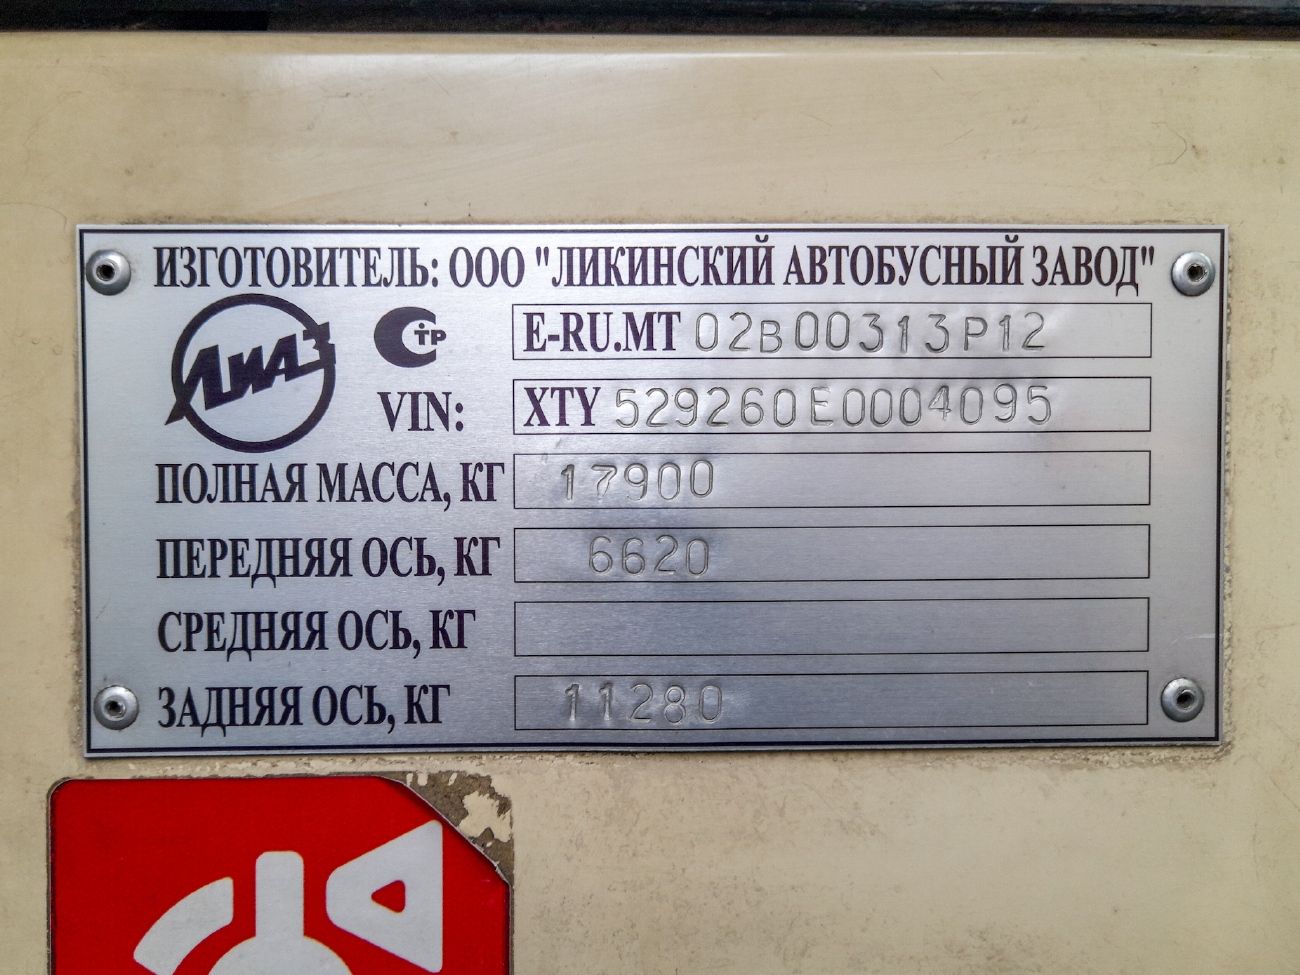 ИЗГОТОВИТЕЛЬ: ООО "ЛИКИНСКИЙ АВТОБУСНЫЙ ЗАВОД"
ЛИАЗ
СТР
E-RU.MT 02B00313P12
VIN: XTY 529260E0004095
ПОЛНАЯ МАССА, КГ 17900
ПЕРЕДНЯЯ ОСЬ, КГ 6620
СРЕДНЯЯ ОСЬ, КГ
ЗАДНЯЯ ОСЬ, КГ 11280